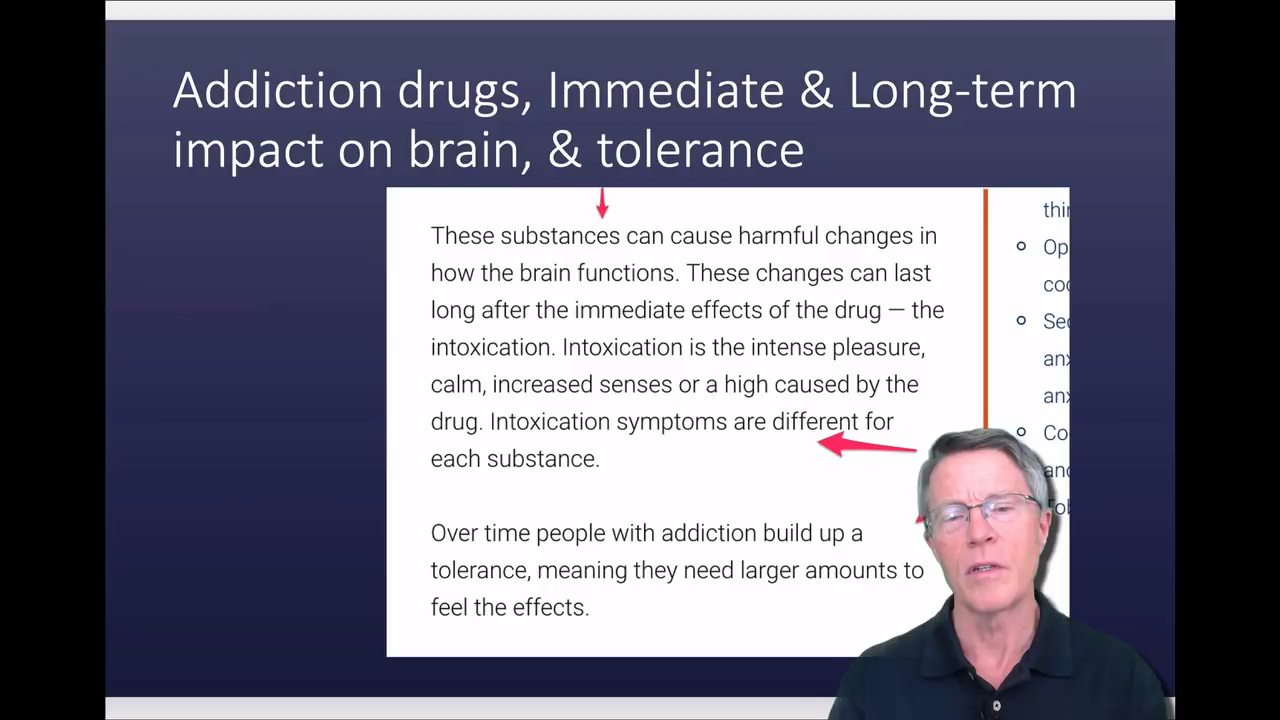 Addiction drugs, Immediate & Long-term
impact on brain, & tolerance
These substances can cause harmful changes in
how the brain functions. These changes can last
long after the immediate effects of the drug — the
intoxication. Intoxication is the intense pleasure,
calm, increased senses or a high caused by the
drug. Intoxication symptoms are different for
each substance.
Over time people with addiction build up a
tolerance, meaning they need larger amounts to
feel the effects.